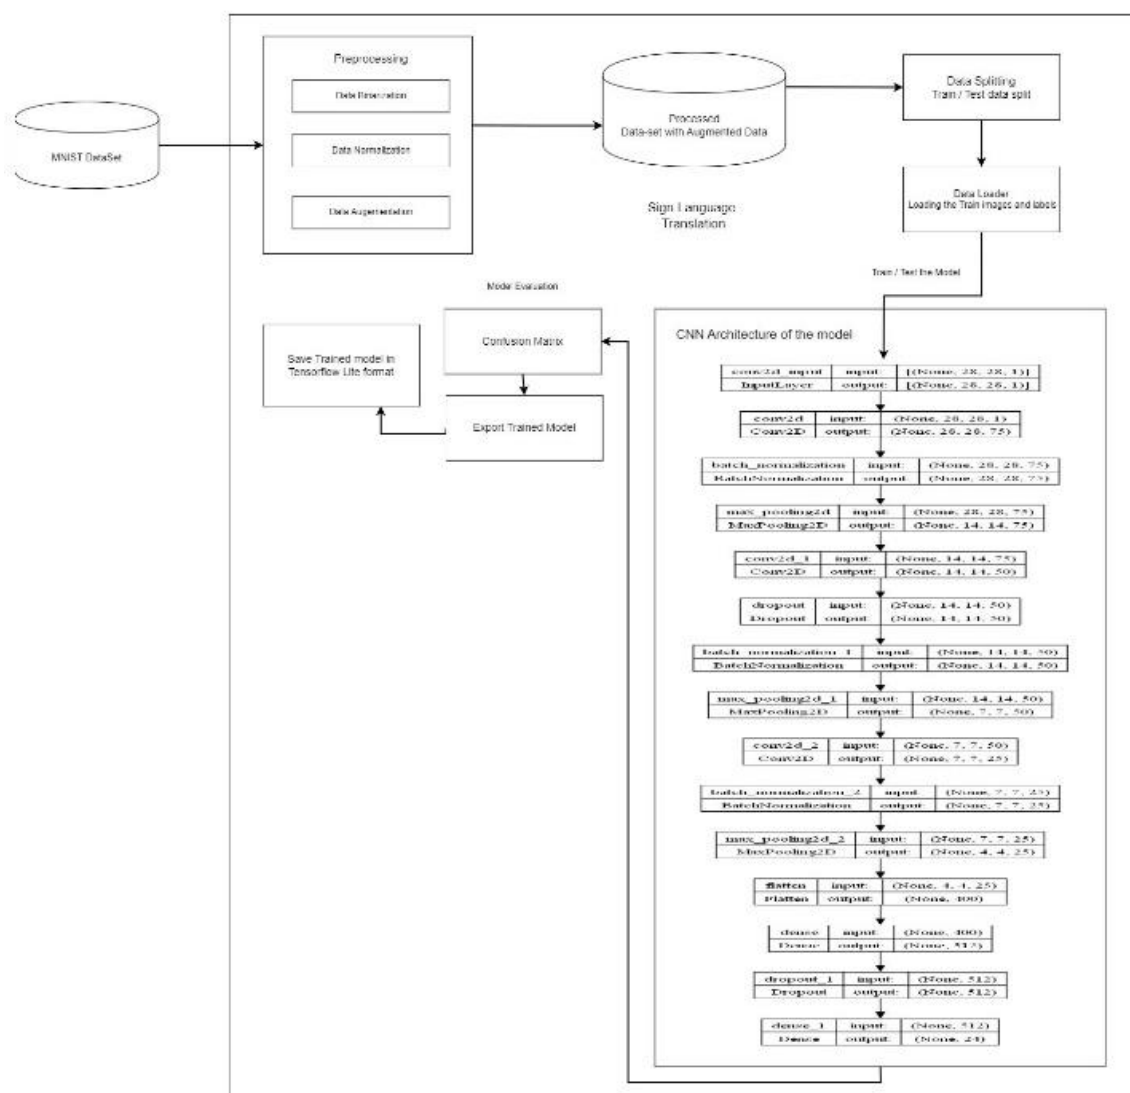 MNIST DataSet
Preprocessing
Data Binarization
Data Normalization
Data Augementation
Processed
Data-set with Augmented Data
Sign Language
Translation
Data Splitting
Train / Test data split
Data Loader
Loading the Train images and labels
Train / Test the Model
Model Evaluation
Confusion Matrix
Export Trained Model
Save Trained model in
Tensorflow Lite format
CNN Architecture of the model
conv2d_input input: [(None, 28, 28, 1)]
InputLayer output: [(None, 28, 28, 1)]
conv2d input: (None, 28, 28, 1)
Conv2D output: (None, 28, 28, 75)
batch_normalization input: (None, 28, 28, 75)
BatchNormalization output: (None, 28, 28, 75)
max_pooling2d input: (None, 28, 28, 75)
MaxPooling2D output: (None, 14, 14, 75)
conv2d_1 input: (None, 14, 14, 75)
Conv2D output: (None, 14, 14, 50)
dropout input: (None, 14, 14, 50)
Dropout output: (None, 14, 14, 50)
batch_normalization_1 input: (None, 14, 14, 50)
BatchNormalization output: (None, 14, 14, 50)
max_pooling2d_1 input: (None, 14, 14, 50)
MaxPooling2D output: (None, 7, 7, 50)
conv2d_2 input: (None, 7, 7, 50)
Conv2D output: (None, 7, 7, 25)
batch_normalization_2 input: (None, 7, 7, 25)
BatchNormalization output: (None, 7, 7, 25)
max_pooling2d_2 input: (None, 7, 7, 25)
MaxPooling2D output: (None, 4, 4, 25)
flatten input: (None, 4, 4, 25)
Flatten output: (None, 400)
dense input: (None, 400)
Dense output: (None, 512)
dropout_1 input: (None, 512)
Dropout output: (None, 512)
dense_1 input: (None, 512)
Dense output: (None, 24)